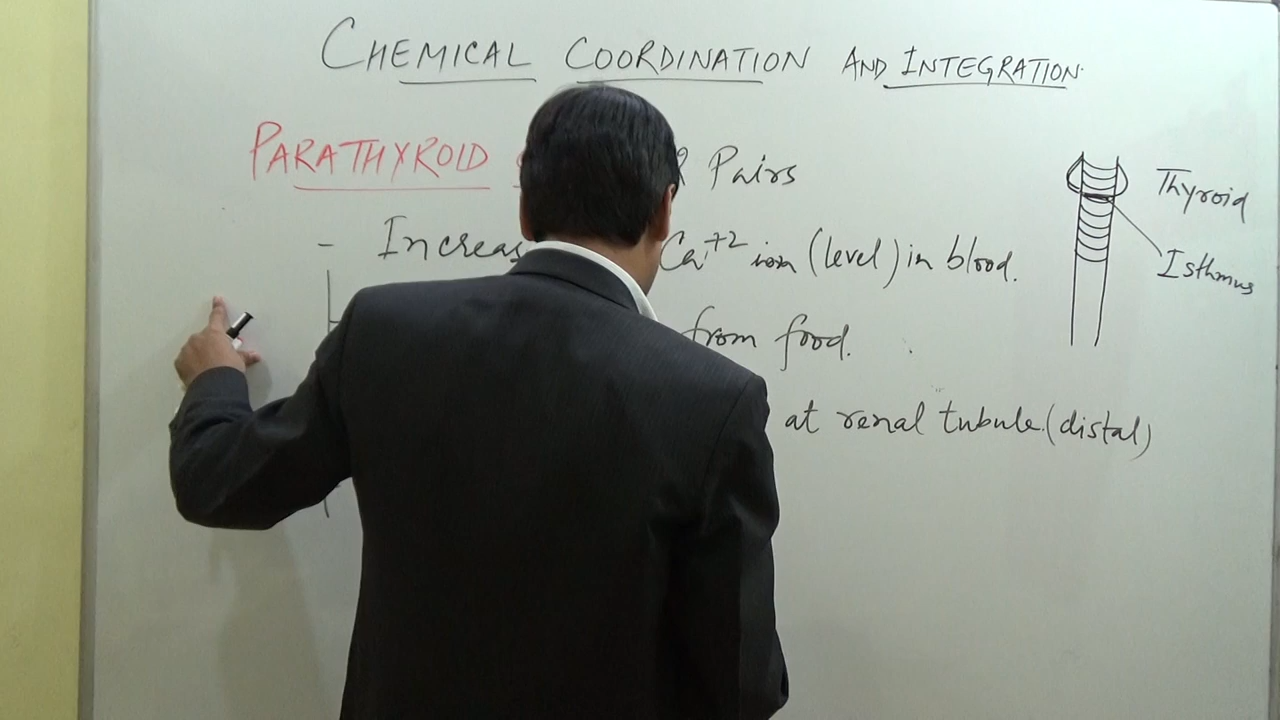 CHEMICAL COORDINATION AND INTEGRATION
PARATHYROID 2 Pairs
Thyroid
- Increas Ca+2 ion (level) in blood.
Isthmus
from food.
at renal tubule (distal)